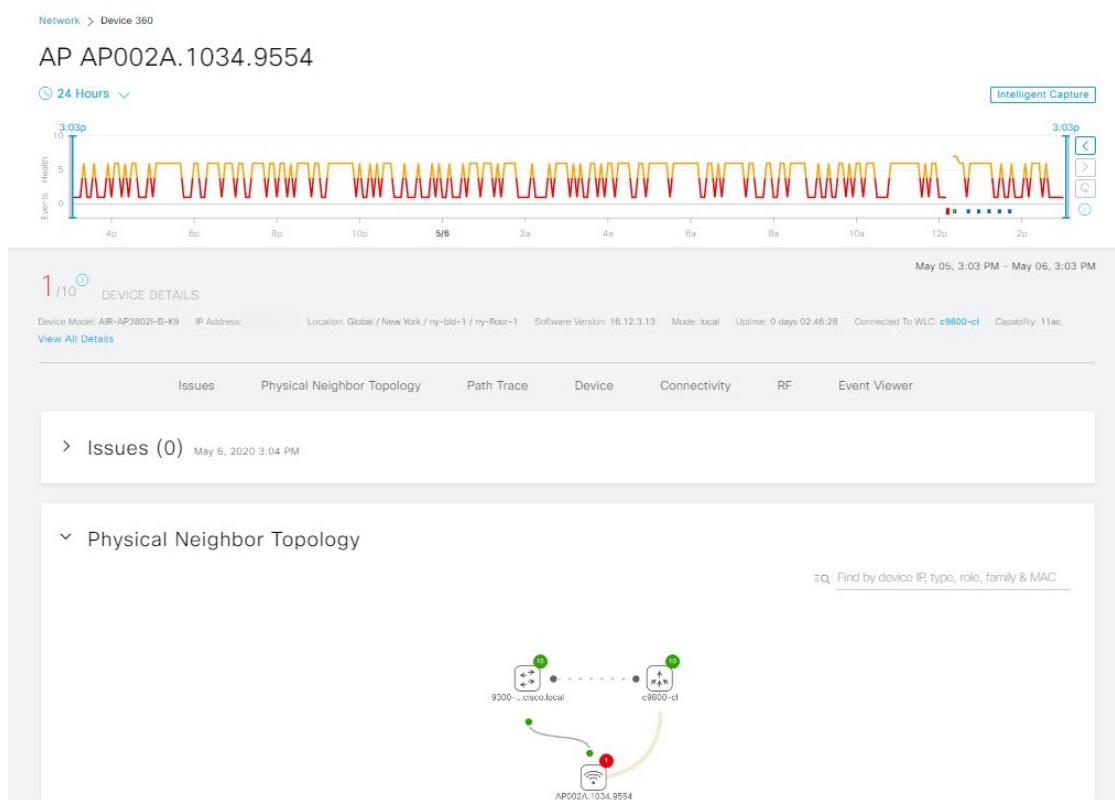 Network > Device 360
AP AP002A.1034.9554
24 Hours
Intelligent Capture
3:03p 3:03p
10
5
0
Health
Events
4p 6p 8p 10p 5/6 2a 4a 6a 8a 10a 12p 2p
May 05, 3:03 PM - May 06, 3:03 PM
1/10 DEVICE DETAILS
Device Model: AIR-AP3802I-B-K9 IP Address: Location: Global / New York / ny-bld-1 / ny-floor-1 Software Version: 16.12.3.13 Mode: local Uptime: 0 days 02:46:28 Connected To WLC: c9800-cl Capability: 11ac
View All Details
Issues Physical Neighbor Topology Path Trace Device Connectivity RF Event Viewer
Issues (0) May 6, 2020 3:04 PM
Physical Neighbor Topology
Find by device IP, type, role, family & MAC
10 10
9300-...cisco.local c9800-cl
1
AP002A.1034.9554